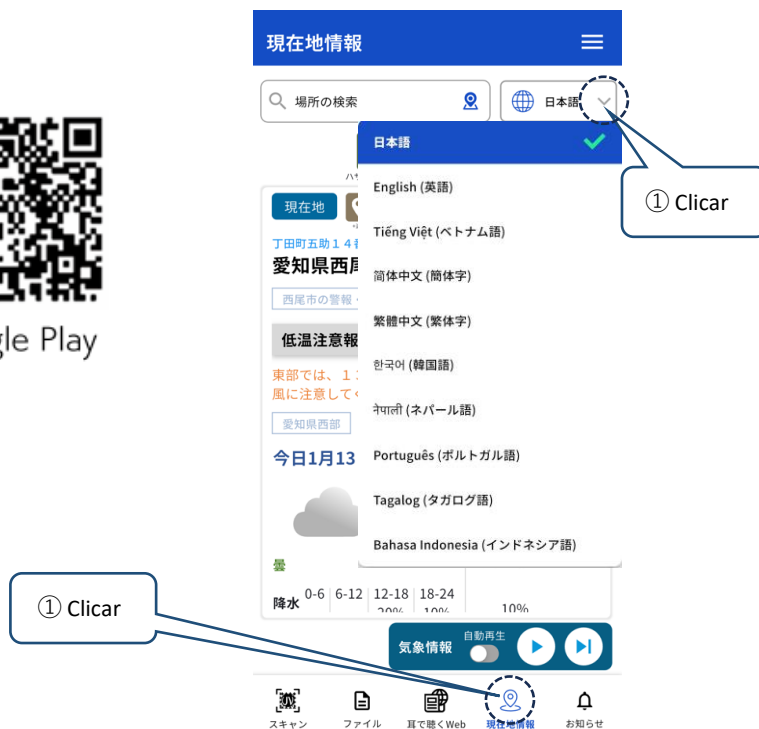 現在地情報
場所の検索
日本語
日本語
English (英語)
① Clicar
現在地
Tiếng Việt (ベトナム語)
丁田町五助14
愛知県西尾
简体中文 (簡体字)
西尾市の警報・
繁體中文 (繁体字)
低温注意報
한국어 (韓国語)
東部では、1
風に注意して
नेपाली (ネパール語)
愛知県西部
今日1月13
Português (ポルトガル語)
Tagalog (タガログ語)
Bahasa Indonesia (インドネシア語)
曇
0-6 6-12 12-18 18-24
降水 20% 10% 10%
① Clicar
気象情報 自動再生
スキャン ファイル 耳で聴くWeb 現在地情報 お知らせ
gle Play